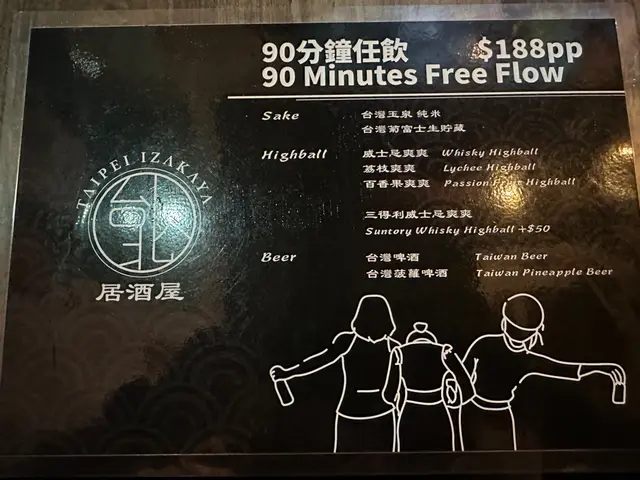 90分鐘任飲 $188pp
90 Minutes Free Flow
Sake 台灣玉泉 純米
台灣菊富士生貯藏
Highball 威士忌爽爽 Whisky Highball
荔枝爽爽 Lychee Highball
百香果爽爽 Passion Fruit Highball
三得利威士忌爽爽
Suntory Whisky Highball +$50
Beer 台灣啤酒 Taiwan Beer
台灣菠蘿啤酒 Taiwan Pineapple Beer
TAIPEI IZAKAYA
台北
居酒屋